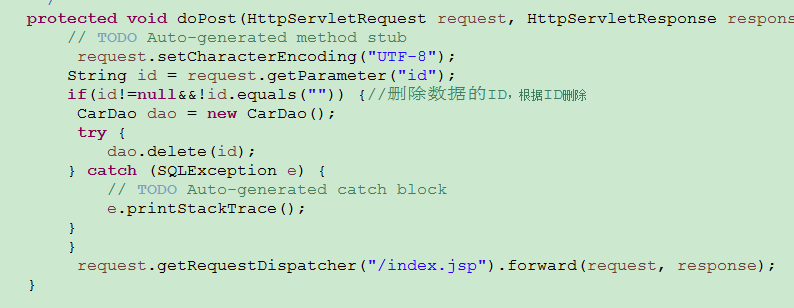 protected void doPost(HttpServletRequest request, HttpServletResponse respons
// TODO Auto-generated method stub
request.setCharacterEncoding("UTF-8");
String id = request.getParameter("id");
if(id!=null&&!id.equals("")) {//删除数据的ID，根据ID删除
CarDao dao = new CarDao();
try {
dao.delete(id);
} catch (SQLException e) {
// TODO Auto-generated catch block
e.printStackTrace();
}
}
request.getRequestDispatcher("/index.jsp").forward(request, response);
}